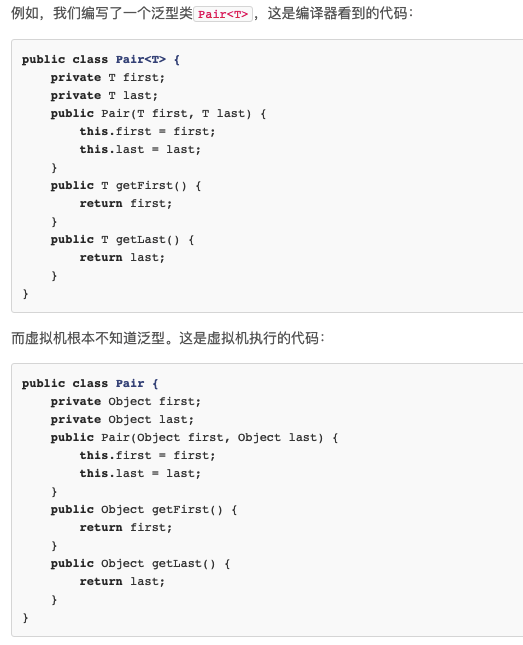 例如，我们编写了一个泛型类Pair<T>，这是编译器看到的代码：
public class Pair<T> {
    private T first;
    private T last;
    public Pair(T first, T last) {
        this.first = first;
        this.last = last;
    }
    public T getFirst() {
        return first;
    }
    public T getLast() {
        return last;
    }
}
而虚拟机根本不知道泛型。这是虚拟机执行的代码：
public class Pair {
    private Object first;
    private Object last;
    public Pair(Object first, Object last) {
        this.first = first;
        this.last = last;
    }
    public Object getFirst() {
        return first;
    }
    public Object getLast() {
        return last;
    }
}